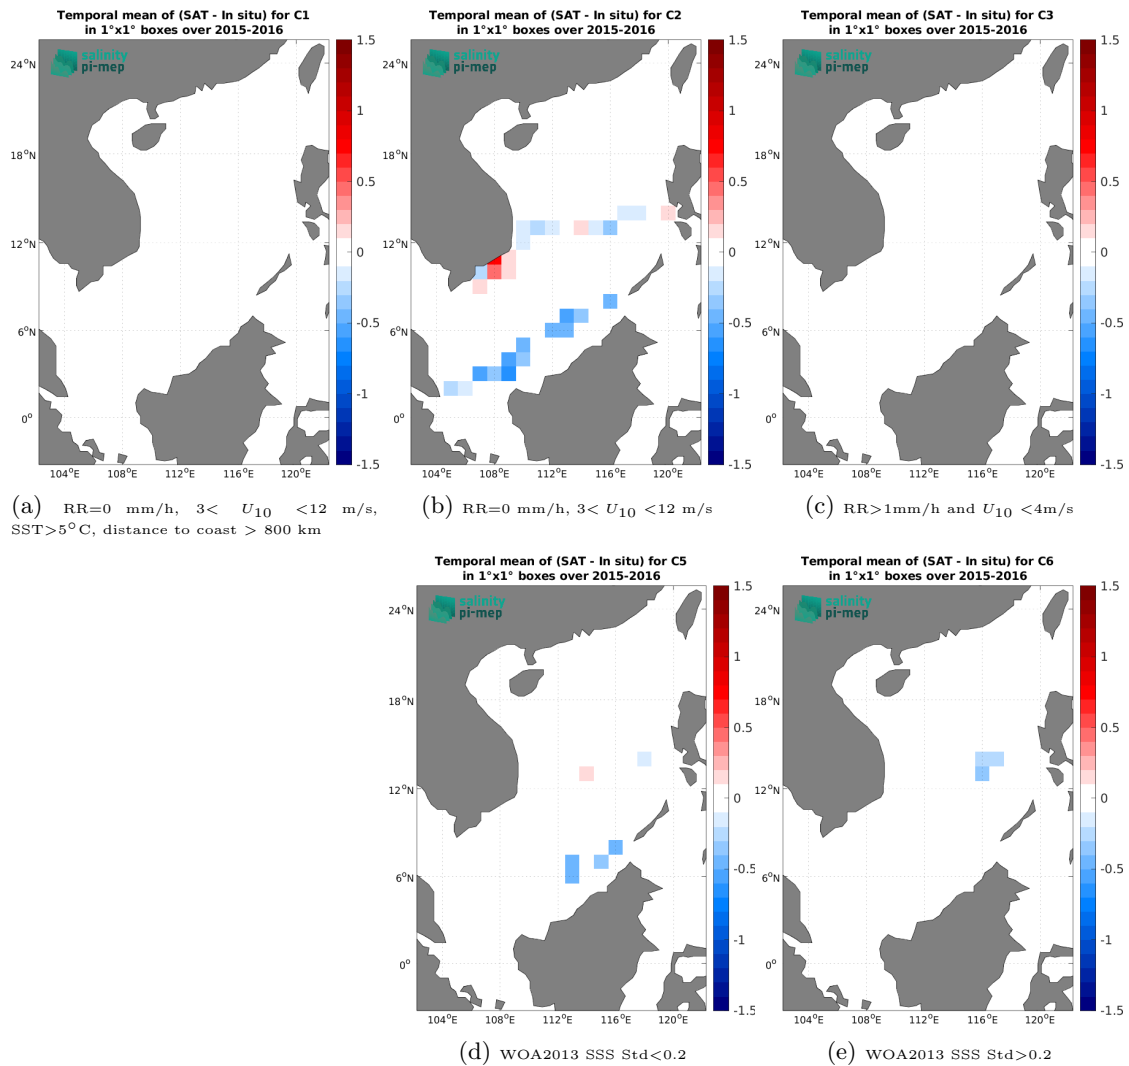 Temporal mean of (SAT - In situ) for C1
in 1°x1° boxes over 2015-2016
salinity
pi-mep
24°N
18°N
12°N
6°N
0°
104°E 108°E 112°E 116°E 120°E
1.5
1
0.5
0
-0.5
-1
-1.5
(a) RR=0 mm/h, 3< U10 <12 m/s,
SST>5°C, distance to coast > 800 km
Temporal mean of (SAT - In situ) for C2
in 1°x1° boxes over 2015-2016
salinity
pi-mep
24°N
18°N
12°N
6°N
0°
104°E 108°E 112°E 116°E 120°E
1.5
1
0.5
0
-0.5
-1
-1.5
(b) RR=0 mm/h, 3< U10 <12 m/s
Temporal mean of (SAT - In situ) for C3
in 1°x1° boxes over 2015-2016
salinity
pi-mep
24°N
18°N
12°N
6°N
0°
104°E 108°E 112°E 116°E 120°E
1.5
1
0.5
0
-0.5
-1
-1.5
(c) RR>1mm/h and U10 <4m/s
Temporal mean of (SAT - In situ) for C5
in 1°x1° boxes over 2015-2016
salinity
pi-mep
24°N
18°N
12°N
6°N
0°
104°E 108°E 112°E 116°E 120°E
1.5
1
0.5
0
-0.5
-1
-1.5
(d) WOA2013 SSS Std<0.2
Temporal mean of (SAT - In situ) for C6
in 1°x1° boxes over 2015-2016
salinity
pi-mep
24°N
18°N
12°N
6°N
0°
104°E 108°E 112°E 116°E 120°E
1.5
1
0.5
0
-0.5
-1
-1.5
(e) WOA2013 SSS Std>0.2